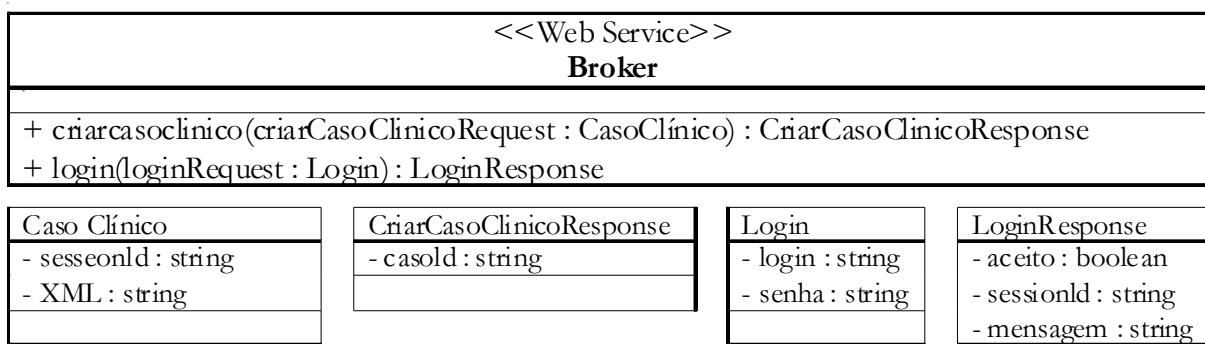 <<Web Service>>
Broker
+ criarcasoclinico(criarCasoClinicoRequest : CasoClínico) : CriarCasoClinicoResponse
+ login(loginRequest : Login) : LoginResponse
Caso Clínico
- sesseonId : string
- XML : string
CriarCasoClinicoResponse
- casoId : string
Login
- login : string
- senha : string
LoginResponse
- aceito : boolean
- sessionId : string
- mensagem : string